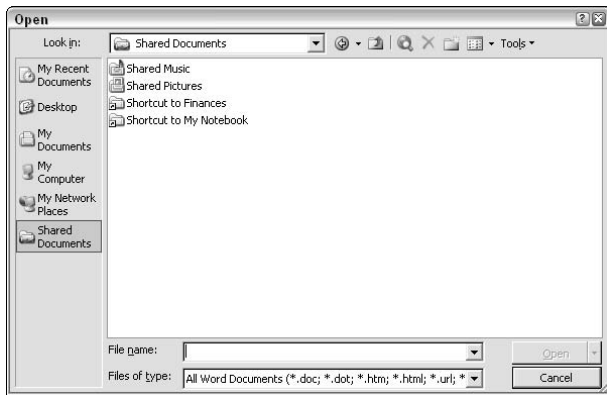 Open
Look in:
Shared Documents
Tools
My Recent
Documents
Desktop
My
Documents
My
Computer
My Network
Places
Shared
Documents
Shared Music
Shared Pictures
Shortcut to Finances
Shortcut to My Notebook
File name:
Open
Files of type:
All Word Documents (*.doc; *.dot; *.htm; *.html; *.url; *
Cancel